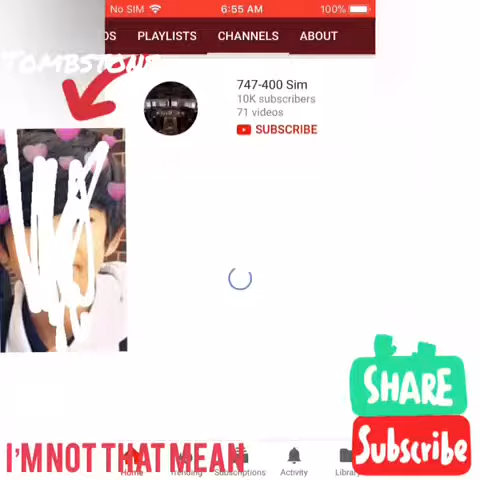 No SIM 6:55 AM 100%
OS PLAYLISTS CHANNELS ABOUT
TOMBSTONE
747-400 Sim
10K subscribers
71 videos
SUBSCRIBE
SHARE
Subscribe
I'M NOT THAT MEAN
Home Trending Subscriptions Activity Library